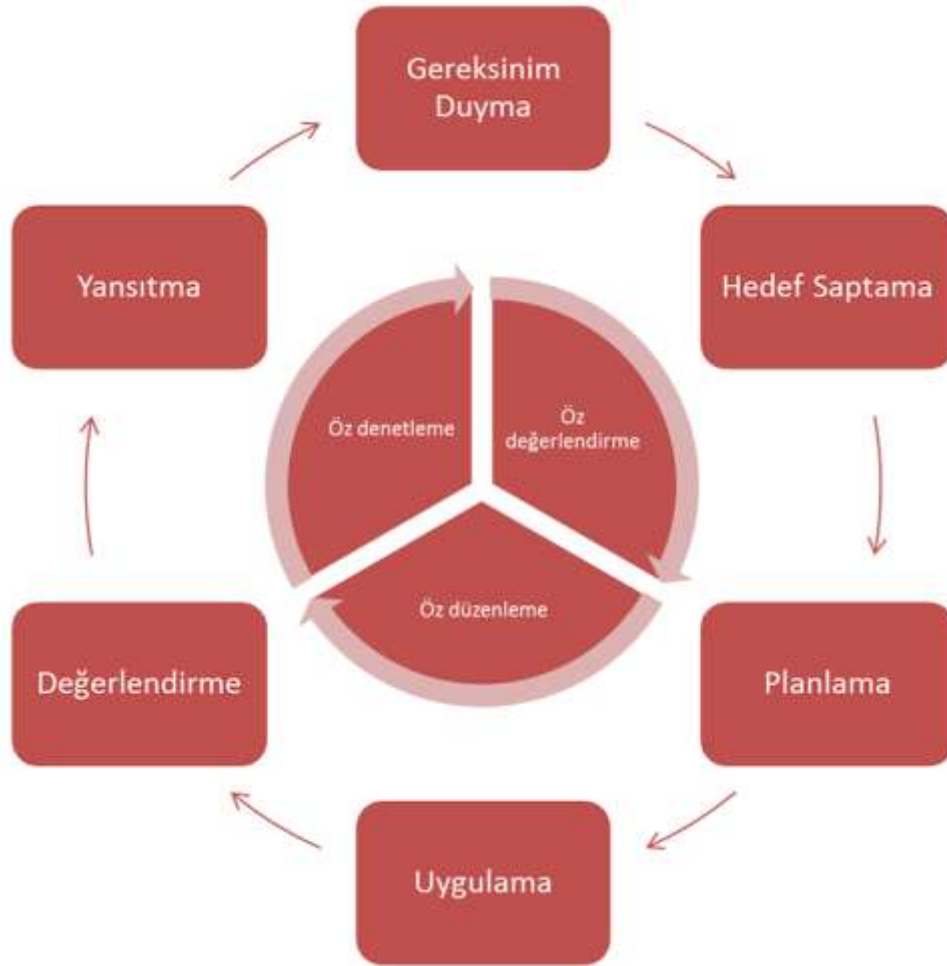 Gereksinim
Duyma
Hedef Saptama
Planlama
Uygulama
Değerlendirme
Yansıtma
Öz
değerlendirme
Öz düzenleme
Öz denetleme